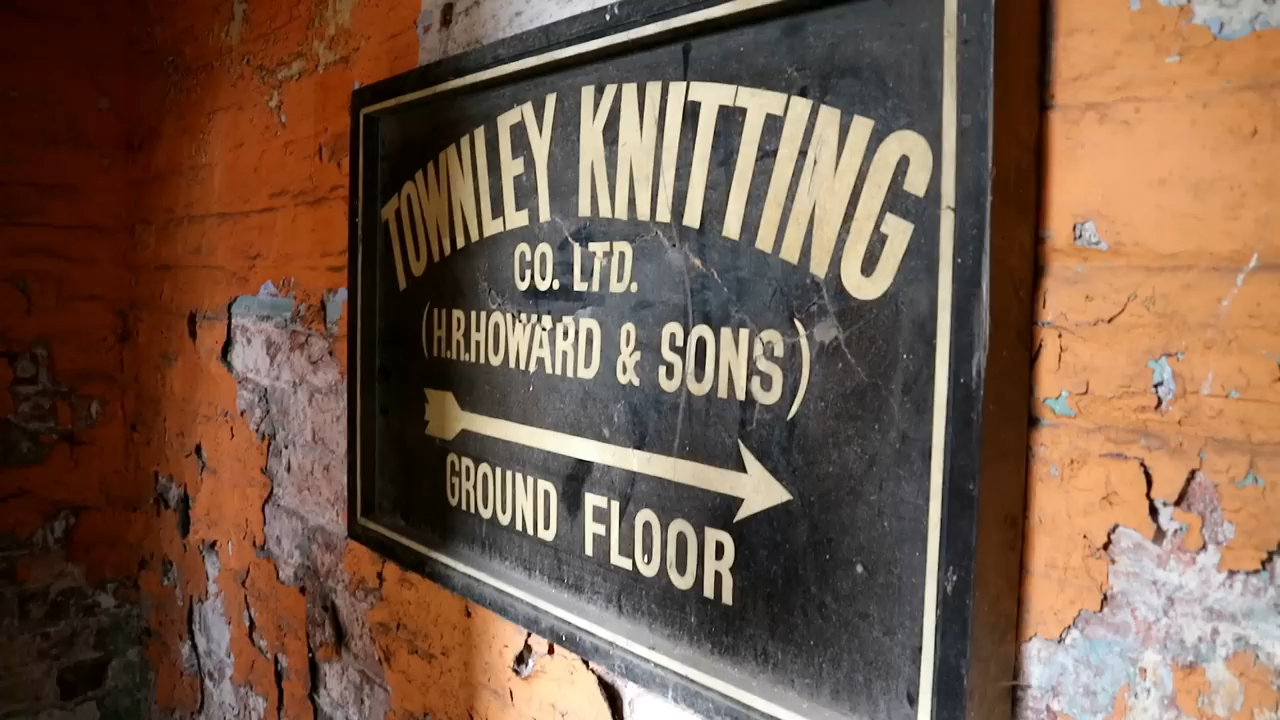 TOWNLEY KNITTING
CO. LTD.
(H.R.HOWARD & SONS)
GROUND FLOOR